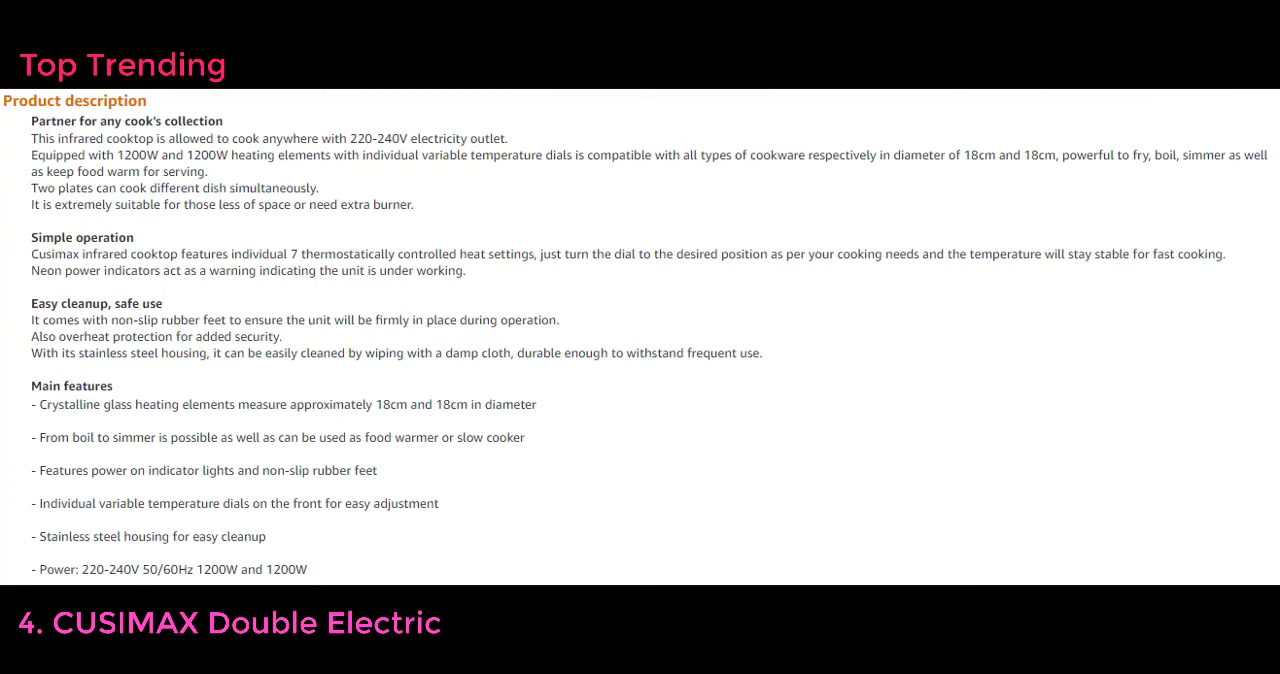 Top Trending
Product description
Partner for any cook's collection
This infrared cooktop is allowed to cook anywhere with 220-240V electricity outlet.
Equipped with 1200W and 1200W heating elements with individual variable temperature dials is compatible with all types of cookware respectively in diameter of 18cm and 18cm, powerful to fry, boil, simmer as well
as keep food warm for serving.
Two plates can cook different dish simultaneously.
It is extremely suitable for those less of space or need extra burner.
Simple operation
Cusimax infrared cooktop features individual 7 thermostatically controlled heat settings, just turn the dial to the desired position as per your cooking needs and the temperature will stay stable for fast cooking.
Neon power indicators act as a warning indicating the unit is under working.
Easy cleanup, safe use
It comes with non-slip rubber feet to ensure the unit will be firmly in place during operation.
Also overheat protection for added security.
With its stainless steel housing, it can be easily cleaned by wiping with a damp cloth, durable enough to withstand frequent use.
Main features
- Crystalline glass heating elements measure approximately 18cm and 18cm in diameter
- From boil to simmer is possible as well as can be used as food warmer or slow cooker
- Features power on indicator lights and non-slip rubber feet
- Individual variable temperature dials on the front for easy adjustment
- Stainless steel housing for easy cleanup
- Power: 220-240V 50/60Hz 1200W and 1200W
4. CUSIMAX Double Electric